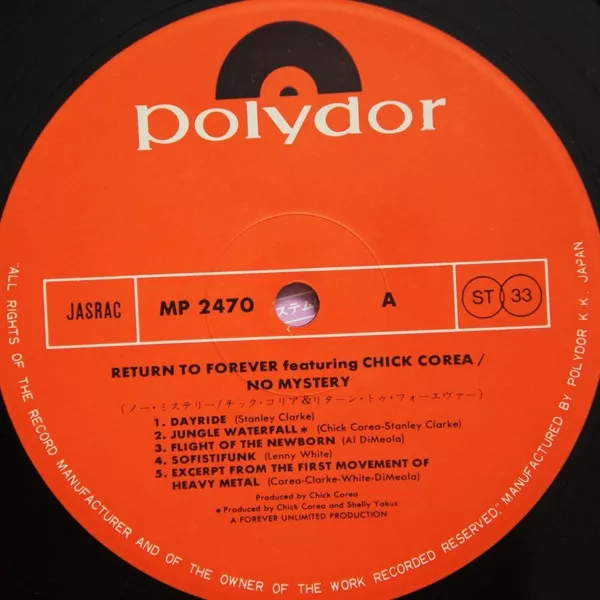 polydor
JASRAC
MP 2470
ステム
A
ST 33
RETURN TO FOREVER featuring CHICK COREA /
NO MYSTERY
(ノー・ミステリー/チック・コリア&リターン・トゥ・フォーエヴァー)
1. DAYRIDE (Stanley Clarke)
2. JUNGLE WATERFALL * (Chick Corea-Stanley Clarke)
3. FLIGHT OF THE NEWBORN (Al DiMeola)
4. SOFISTIFUNK (Lenny White)
5. EXCERPT FROM THE FIRST MOVEMENT OF
HEAVY METAL (Corea-Clarke-White-DiMeola)
Produced by Chick Corea
* Produced by Chick Corea and Shelly Yakus
A FOREVER UNLIMITED PRODUCTION
"ALL RIGHTS OF THE RECORD MANUFACTURER AND OF THE OWNER OF THE WORK RECORDED RESERVED." MANUFACTURED BY POLYDOR K.K. JAPAN